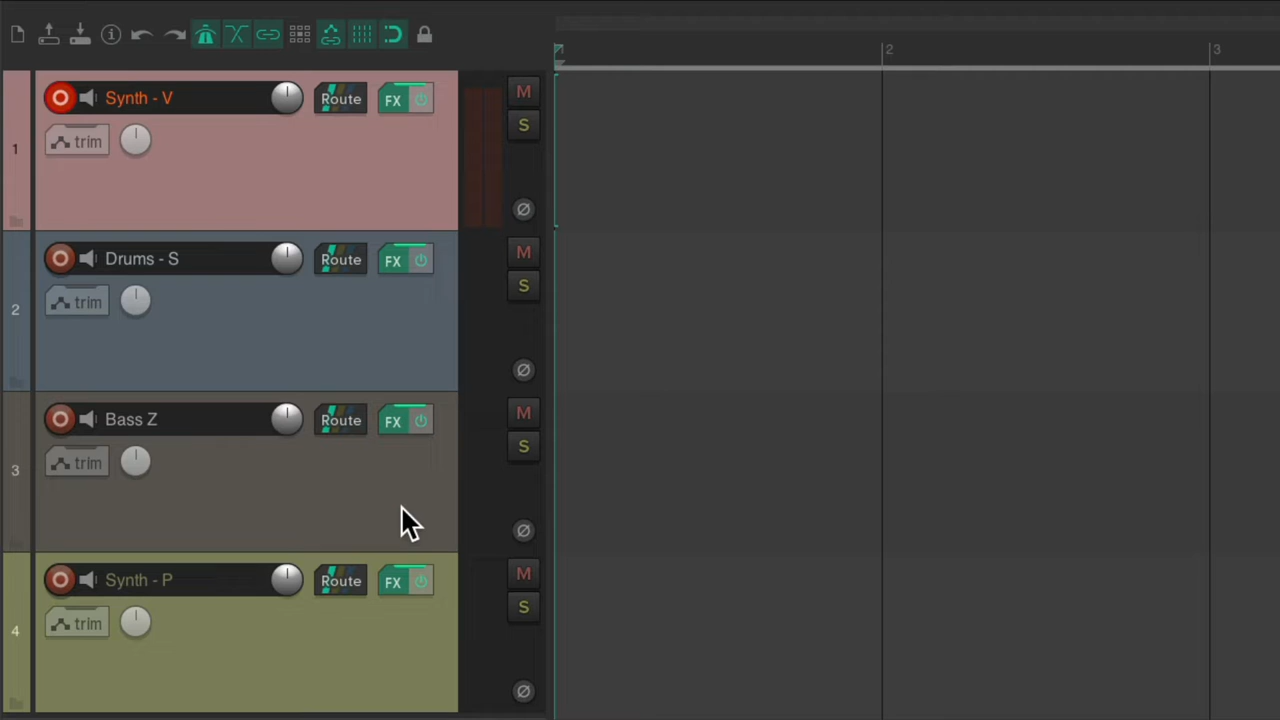 1 2 3
1 Synth - V Route FX M
trim S
2 Drums - S Route FX M
trim S
3 Bass Z Route FX M
trim S
4 Synth - P Route FX M
trim S